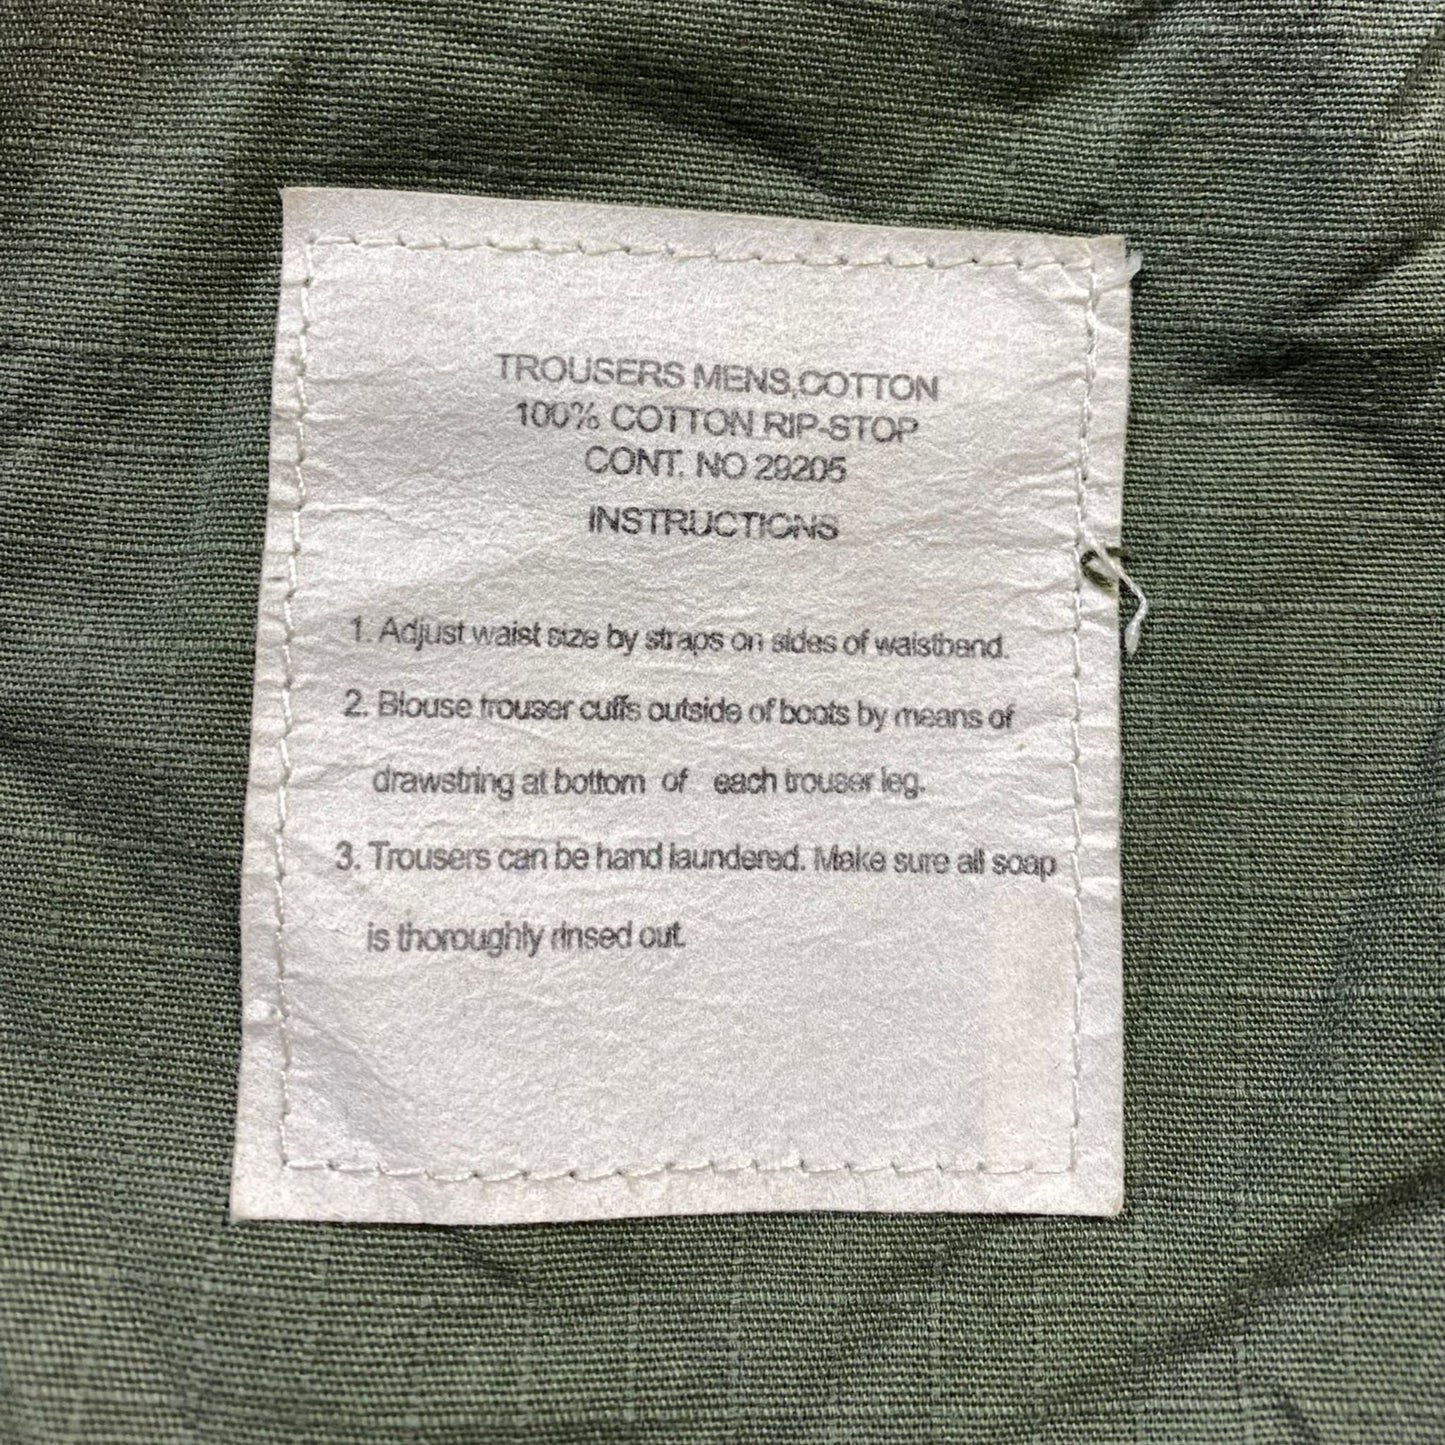 TROUSERS MENS,COTTON
100% COTTON RIP-STOP
CONT. NO 29205
INSTRUCTIONS
1. Adjust waist size by straps on sides of waistband.
2. Blouse trouser cuffs outside of boots by means of
drawstring at bottom of each trouser leg.
3. Trousers can be hand laundered. Make sure all soap
is thoroughly rinsed out.